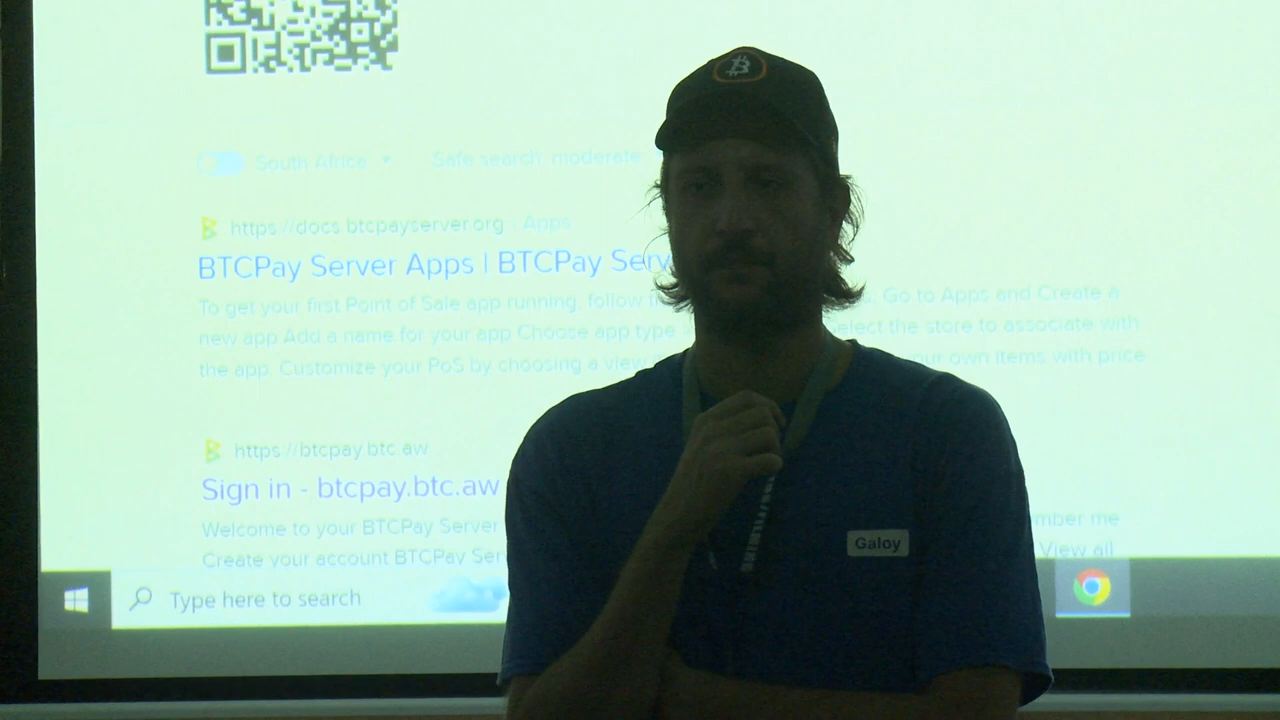 South Africa
Safe search: moderate
https://docs.btcpayserver.org | Apps
BTCPay Server Apps | BTCPay Serv
To get your first Point of Sale app running, follow
Go to Apps and Create a
new app Add a name for your app Choose app type
Select the store to associate with
the app. Customize your PoS by choosing a view
your own items with price
https://btcpay.btc.aw
Sign in - btcpay.btc.aw
Welcome to your BTCPay Server
mber me
Create your account BTCPay Ser
View all
Galoy
Type here to search